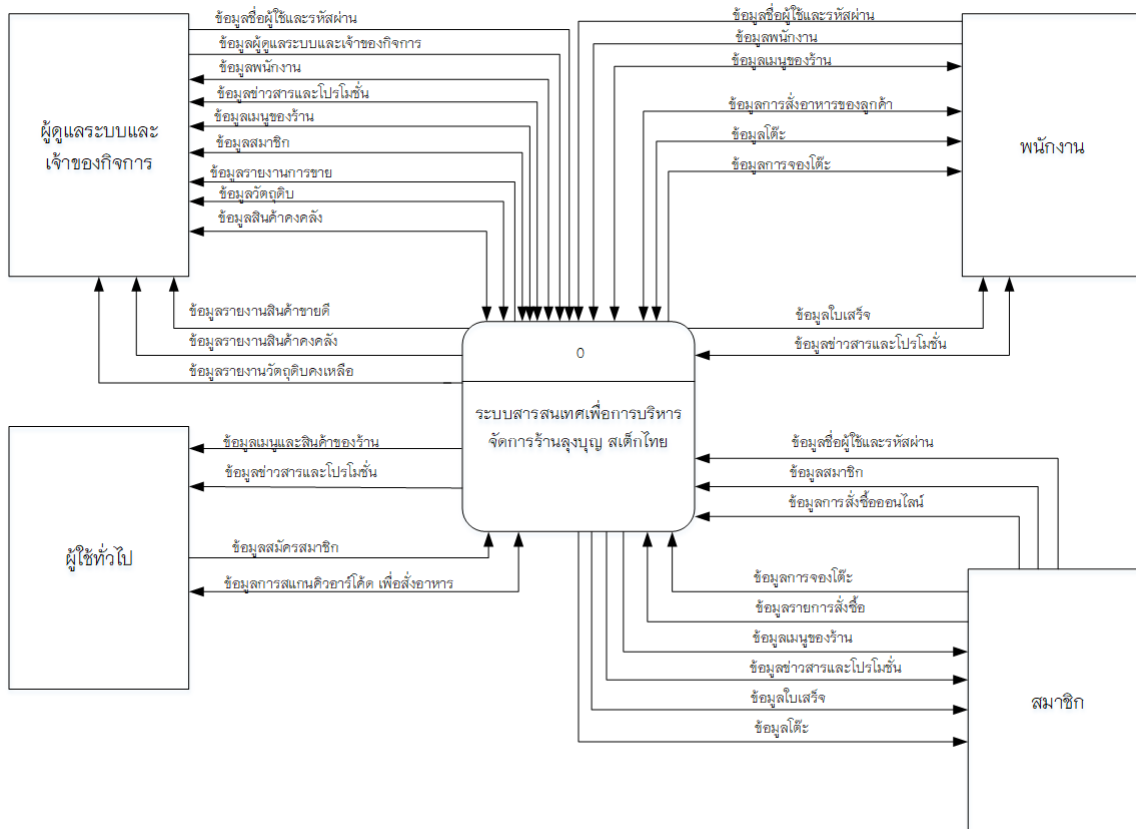 ข้อมูลชื่อผู้ใช้และรหัสผ่าน
ข้อมูลผู้ดูแลระบบและเจ้าของกิจการ
ข้อมูลพนักงาน
ข้อมูลข่าวสารและโปรโมชั่น
ข้อมูลเมนูของร้าน
ข้อมูลสมาชิก
ข้อมูลรายงานการขาย
ข้อมูลวัตถุดิบ
ข้อมูลสินค้าคงคลัง
ผู้ดูแลระบบและ
เจ้าของกิจการ
ข้อมูลชื่อผู้ใช้และรหัสผ่าน
ข้อมูลพนักงาน
ข้อมูลเมนูของร้าน
ข้อมูลการสั่งอาหารของลูกค้า
ข้อมูลโต๊ะ
ข้อมูลการจองโต๊ะ
พนักงาน
ข้อมูลรายงานสินค้าขายดี
ข้อมูลรายงานสินค้าคงคลัง
ข้อมูลรายงานวัตถุดิบคงเหลือ
ข้อมูลใบเสร็จ
ข้อมูลข่าวสารและโปรโมชั่น
0
ระบบสารสนเทศเพื่อการบริหาร
จัดการร้านลุงบุญ สเต็กไทย
ข้อมูลเมนูและสินค้าของร้าน
ข้อมูลข่าวสารและโปรโมชั่น
ผู้ใช้ทั่วไป
ข้อมูลสมัครสมาชิก
ข้อมูลการสแกนคิวอาร์โค้ด เพื่อสั่งอาหาร
ข้อมูลชื่อผู้ใช้และรหัสผ่าน
ข้อมูลสมาชิก
ข้อมูลการสั่งซื้อออนไลน์
ข้อมูลการจองโต๊ะ
ข้อมูลรายการสั่งซื้อ
ข้อมูลเมนูของร้าน
ข้อมูลข่าวสารและโปรโมชั่น
ข้อมูลใบเสร็จ
ข้อมูลโต๊ะ
สมาชิก